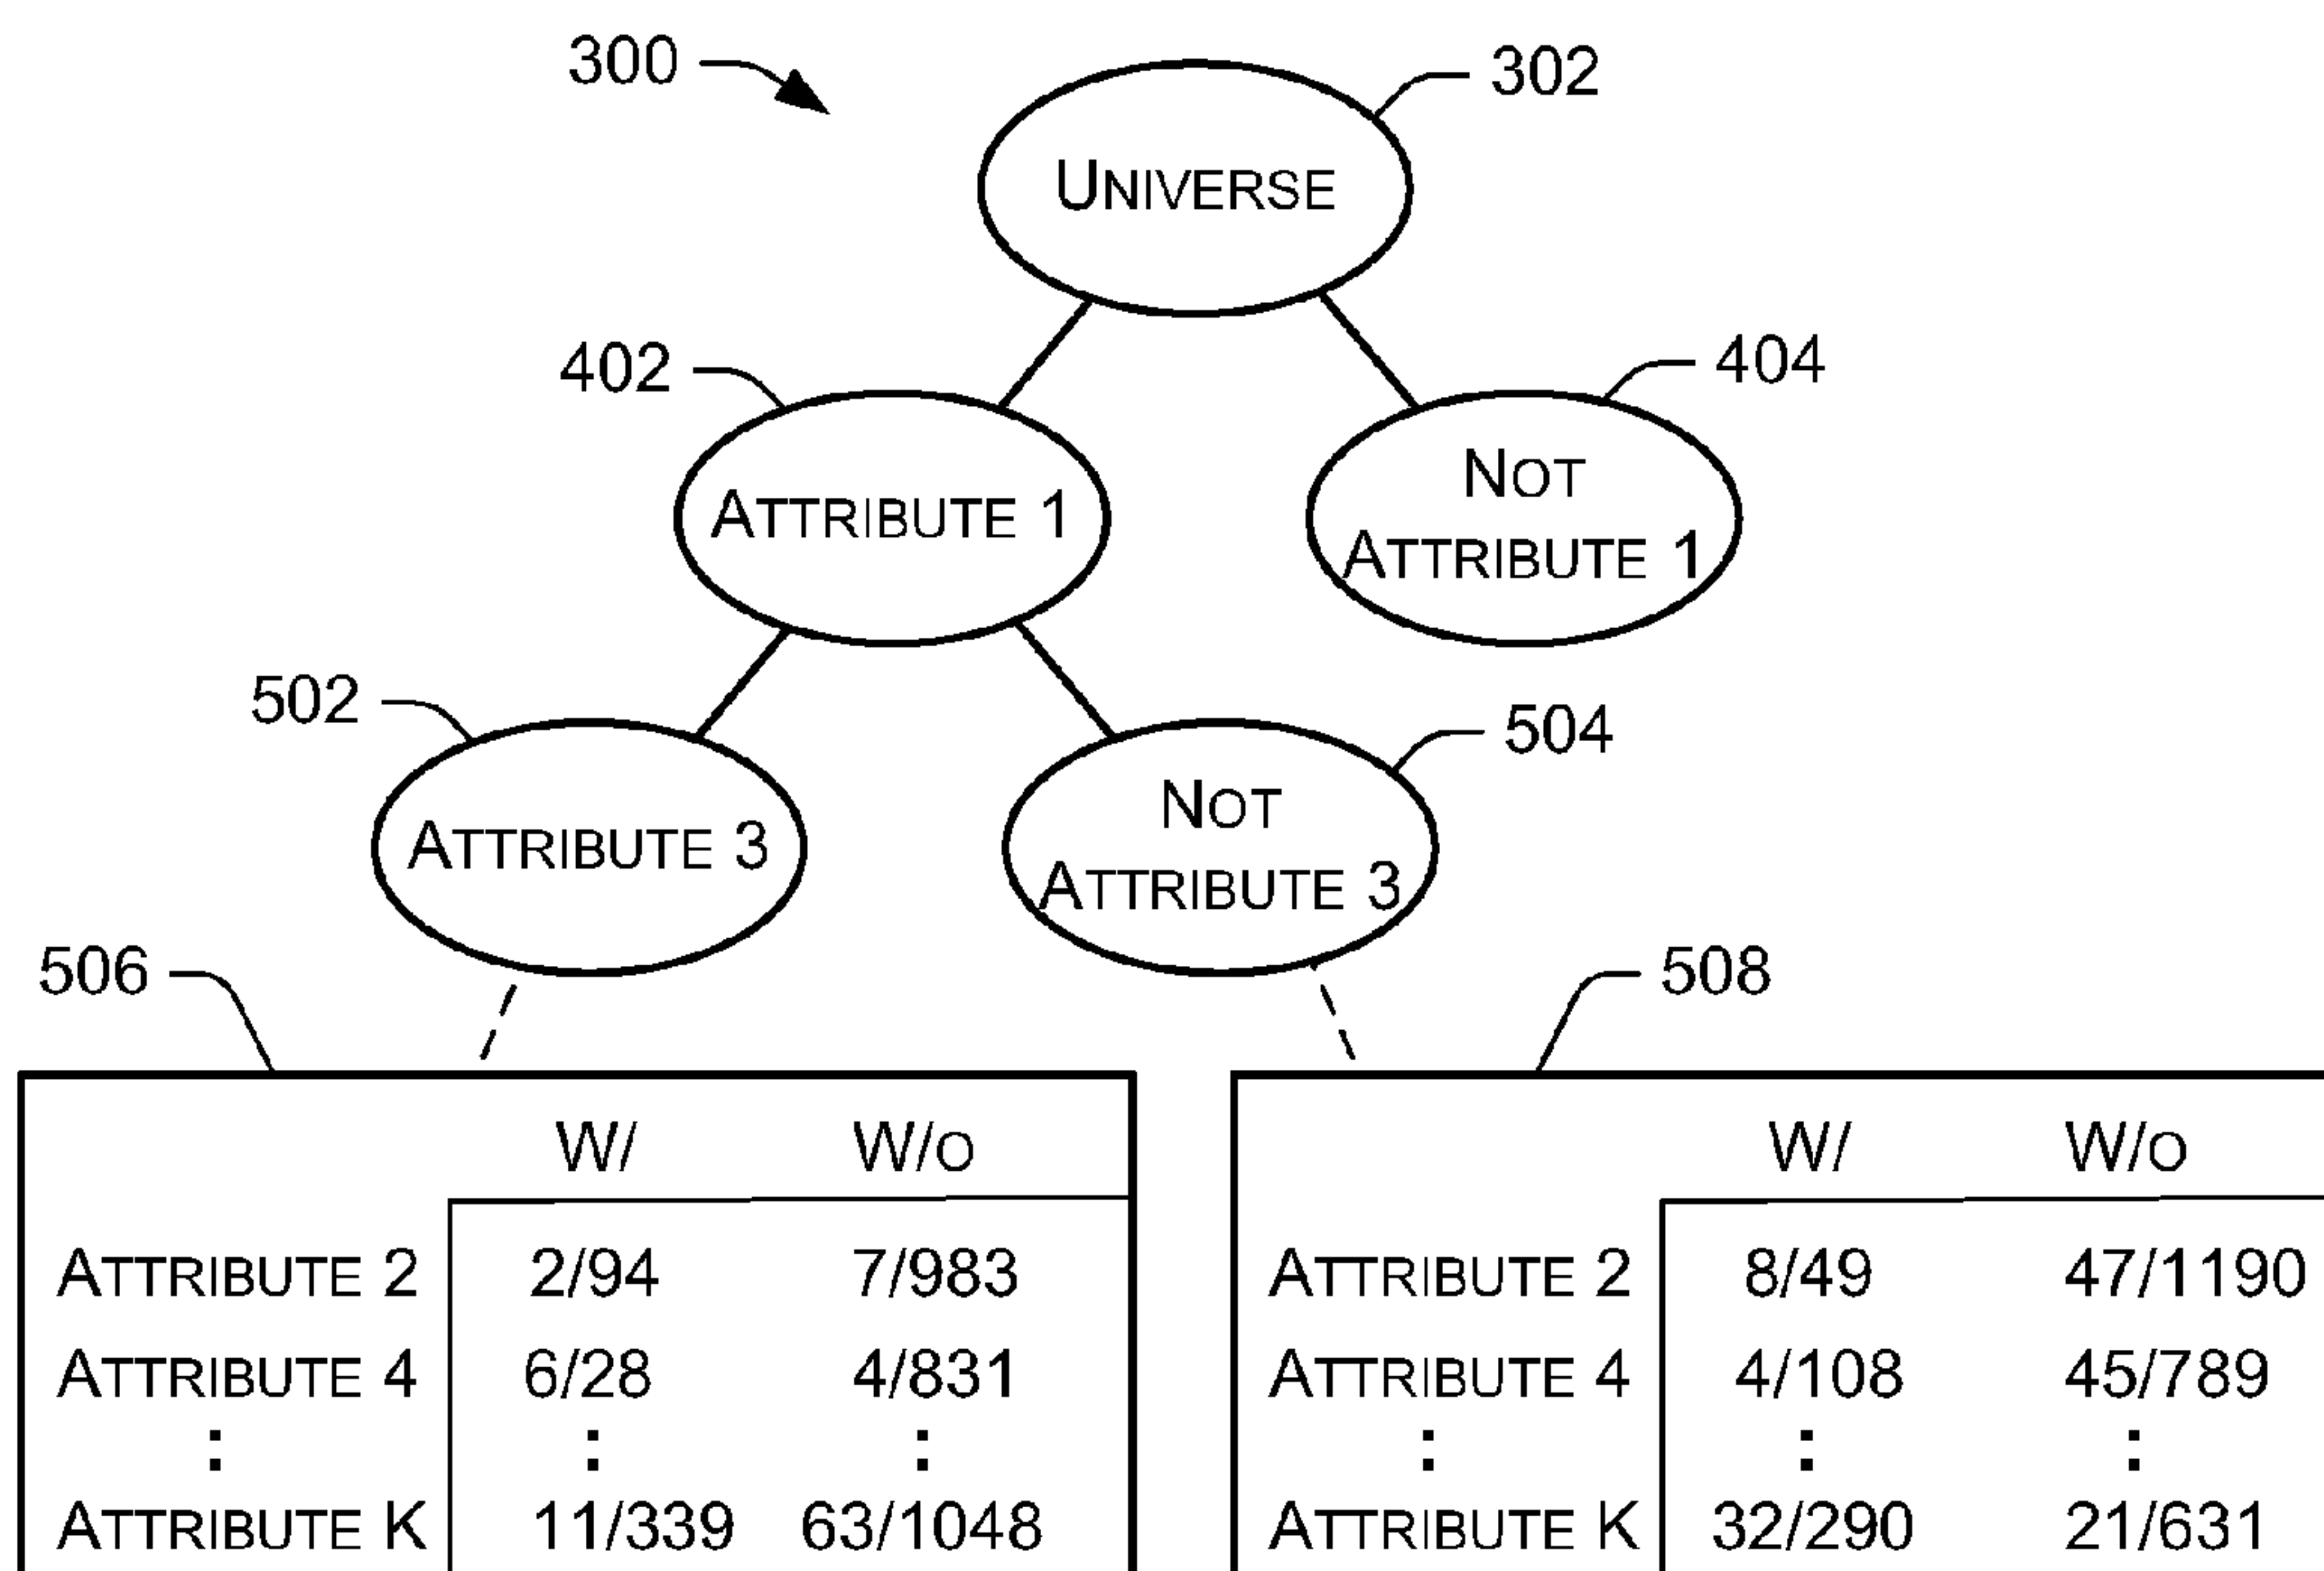 300
302
UNIVERSE
402
404
ATTRIBUTE 1
NOT
ATTRIBUTE 1
502
504
ATTRIBUTE 3
NOT
ATTRIBUTE 3
506
508
W/ W/O
ATTRIBUTE 2 2/94 7/983
ATTRIBUTE 4 6/28 4/831
: : :
ATTRIBUTE K 11/339 63/1048
W/ W/O
ATTRIBUTE 2 8/49 47/1190
ATTRIBUTE 4 4/108 45/789
: : :
ATTRIBUTE K 32/290 21/631